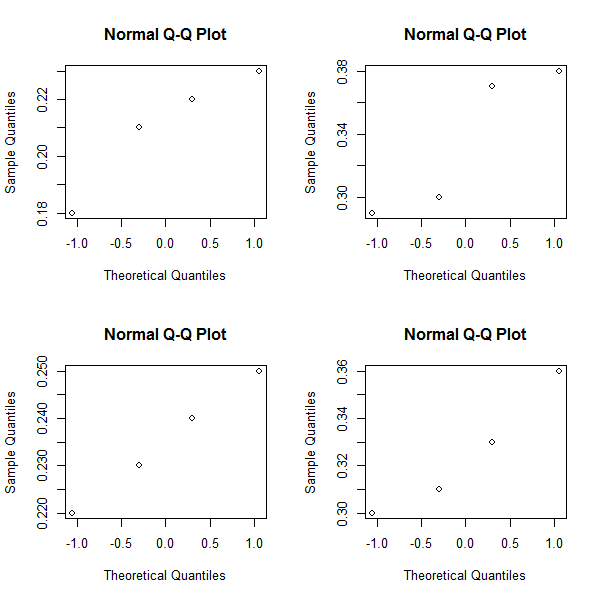 Normal Q-Q Plot
Sample Quantiles
0.18 0.20 0.22
-1.0 -0.5 0.0 0.5 1.0
Theoretical Quantiles
Normal Q-Q Plot
Sample Quantiles
0.30 0.34 0.38
-1.0 -0.5 0.0 0.5 1.0
Theoretical Quantiles
Normal Q-Q Plot
Sample Quantiles
0.220 0.230 0.240 0.250
-1.0 -0.5 0.0 0.5 1.0
Theoretical Quantiles
Normal Q-Q Plot
Sample Quantiles
0.30 0.32 0.34 0.36
-1.0 -0.5 0.0 0.5 1.0
Theoretical Quantiles